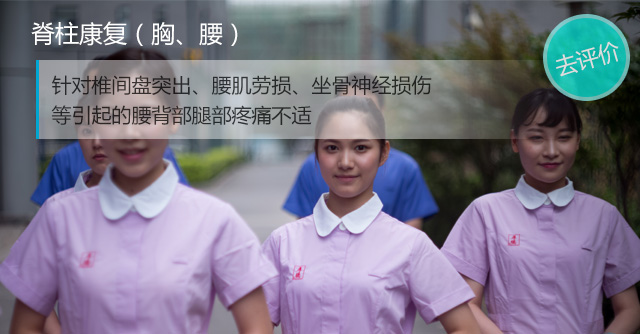 脊柱康复（胸、腰）
去评价
针对椎间盘突出、腰肌劳损、坐骨神经损伤
等引起的腰背部腿部疼痛不适